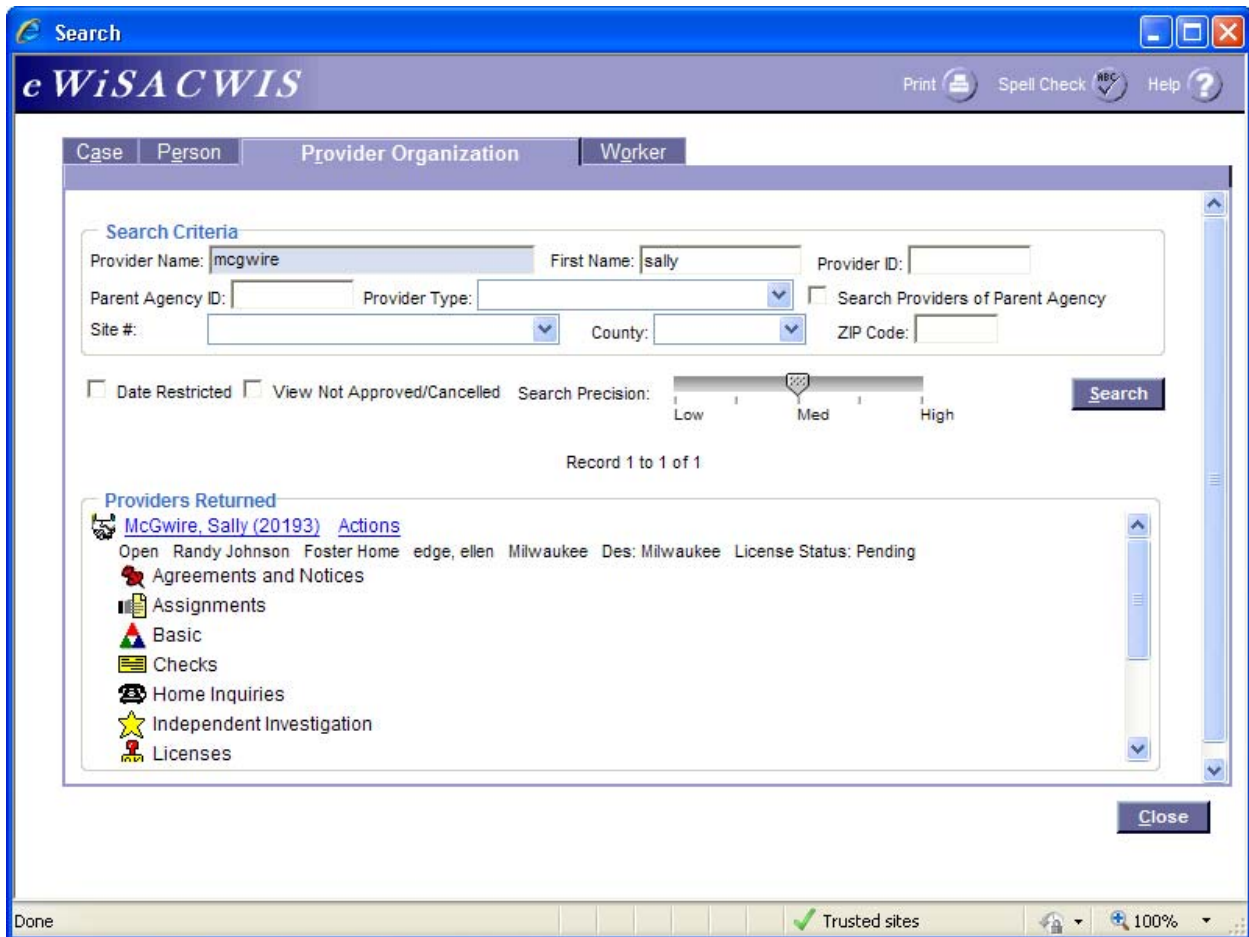 Search
e WiSACWIS
Print Spell Check ABC Help ?
Case Person Provider Organization Worker
Search Criteria
Provider Name: mcgwire First Name: sally Provider ID:
Parent Agency ID: Provider Type: Search Providers of Parent Agency
Site #: County: ZIP Code:
Date Restricted View Not Approved/Cancelled Search Precision: Search
Low Med High
Record 1 to 1 of 1
Providers Returned
McGwire, Sally (20193) Actions
Open Randy Johnson Foster Home edge, ellen Milwaukee Des: Milwaukee License Status: Pending
Agreements and Notices
Assignments
Basic
Checks
Home Inquiries
Independent Investigation
Licenses
Close
Done Trusted sites 100%